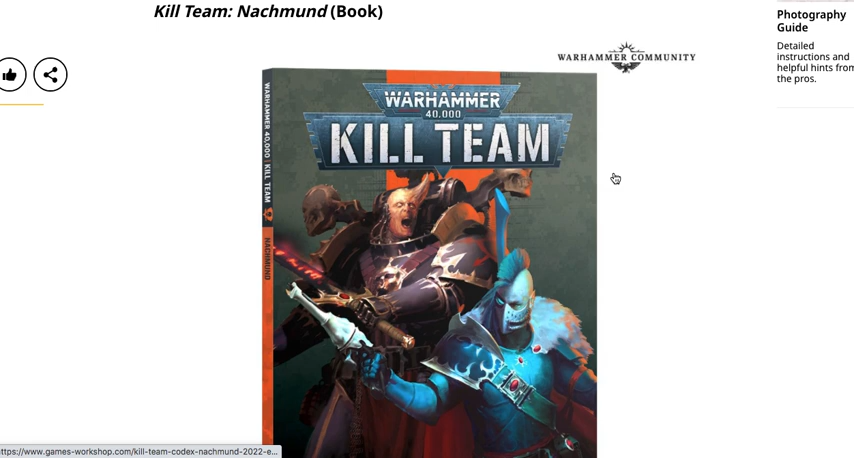 Kill Team: Nachmund (Book)
Photography
Guide
Detailed
instructions and
helpful hints from
the pros.
WARHAMMER COMMUNITY
WARHAMMER
40,000
KILL TEAM
WARHAMMER 40,000 KILL TEAM
NACHMUND
ttps://www.games-workshop.com/kill-team-codex-nachmund-2022-e...